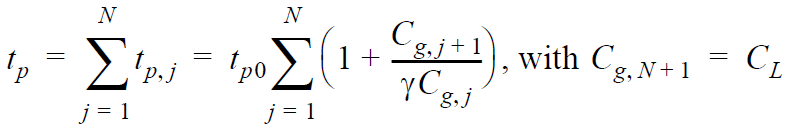 t_p = \sum_{j=1}^{N} t_{p,j} = t_{p0} \sum_{j=1}^{N} \left( 1 + \frac{C_{g,j+1}}{\gamma C_{g,j}} \right), with C_{g,N+1} = C_L